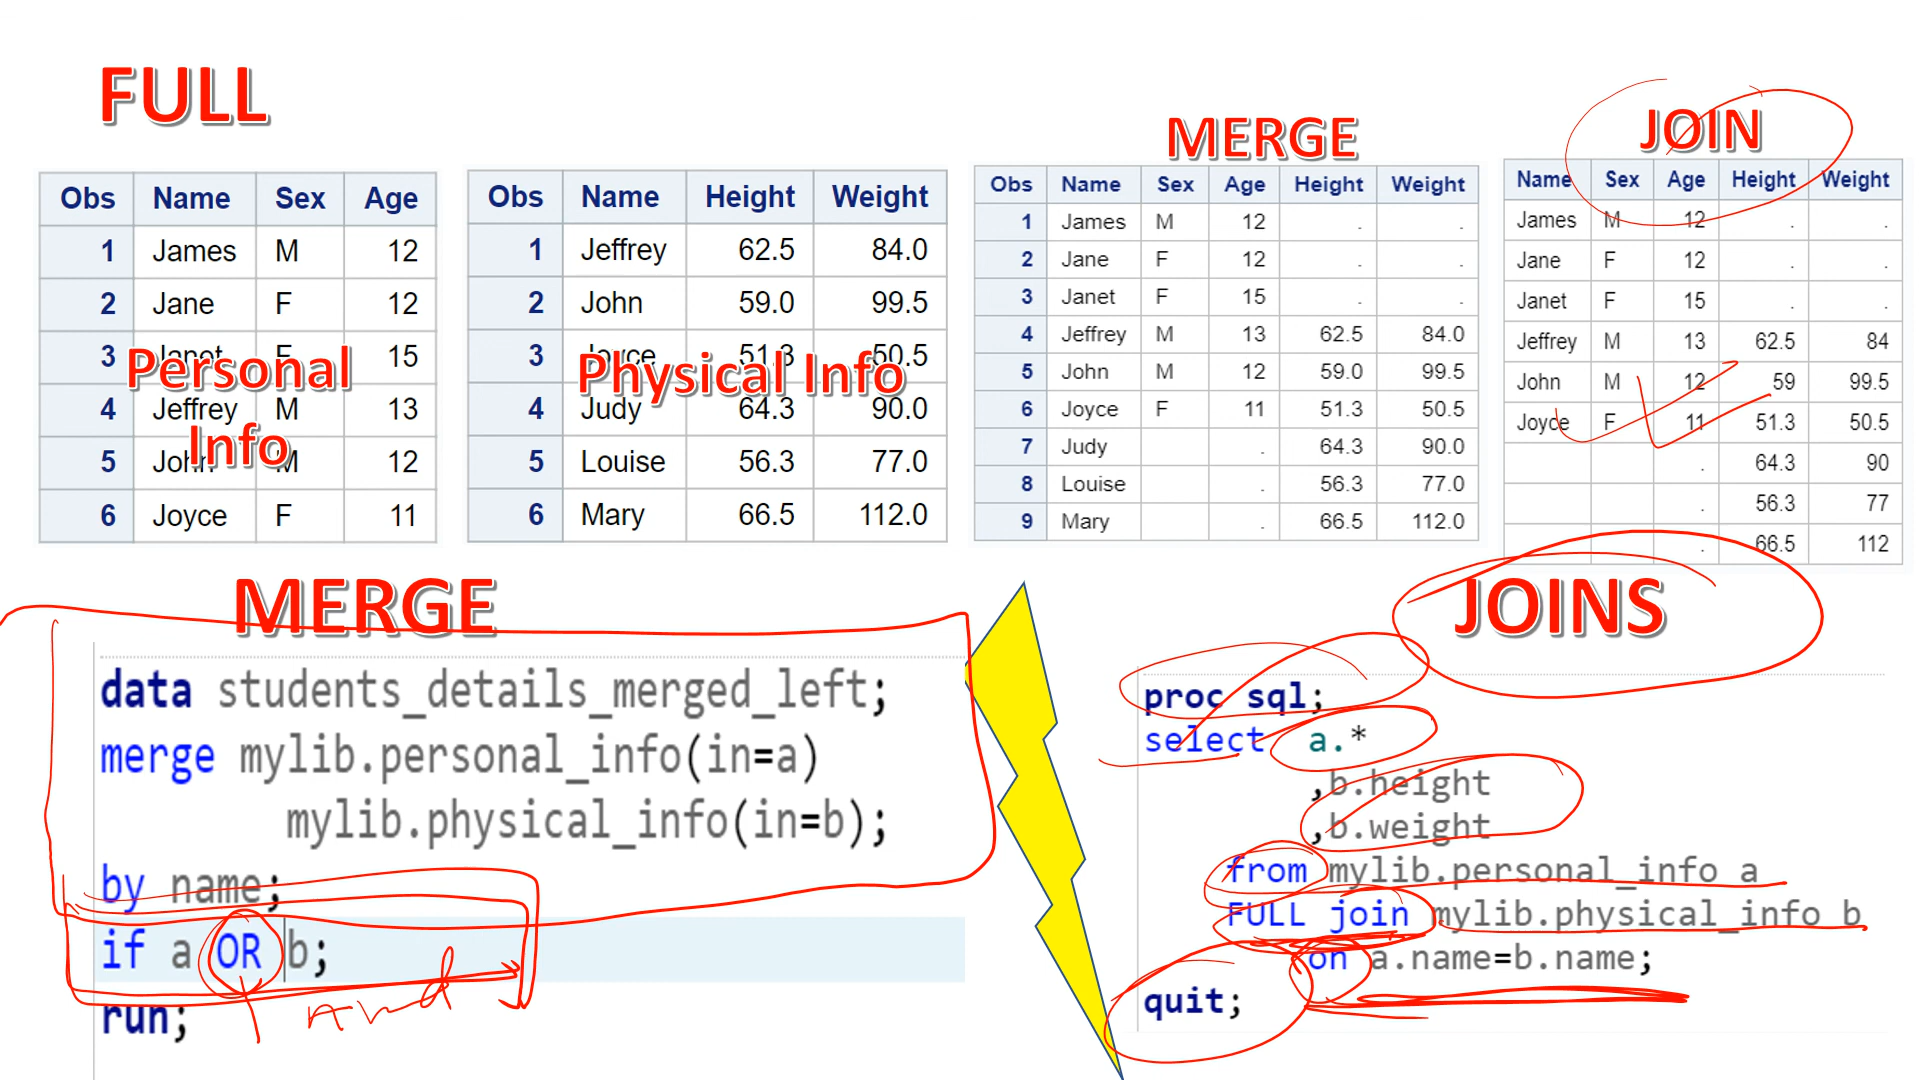 FULL
MERGE
JOIN
Obs Name Sex Age
1 James M 12
2 Jane F 12
3 Janet F 15
4 Jeffrey M 13
5 John M 12
6 Joyce F 11
Personal
Info
Obs Name Height Weight
1 Jeffrey 62.5 84.0
2 John 59.0 99.5
3 Joyce 51.3 50.5
4 Judy 64.3 90.0
5 Louise 56.3 77.0
6 Mary 66.5 112.0
Physical Info
Obs Name Sex Age Height Weight
1 James M 12 . .
2 Jane F 12 . .
3 Janet F 15 . .
4 Jeffrey M 13 62.5 84.0
5 John M 12 59.0 99.5
6 Joyce F 11 51.3 50.5
7 Judy . 64.3 90.0
8 Louise . 56.3 77.0
9 Mary . 66.5 112.0
Name Sex Age Height Weight
James M 12 . .
Jane F 12 . .
Janet F 15 . .
Jeffrey M 13 62.5 84
John M 12 59 99.5
Joyce F 11 51.3 50.5
. 64.3 90
. 56.3 77
. 66.5 112
MERGE
data students_details_merged_left;
merge mylib.personal_info(in=a)
mylib.physical_info(in=b);
by name;
if a OR b;
And
run;
JOINS
proc sql;
select a.*
,b.height
,b.weight
from mylib.personal_info a
FULL join mylib.physical_info b
on a.name=b.name;
quit;